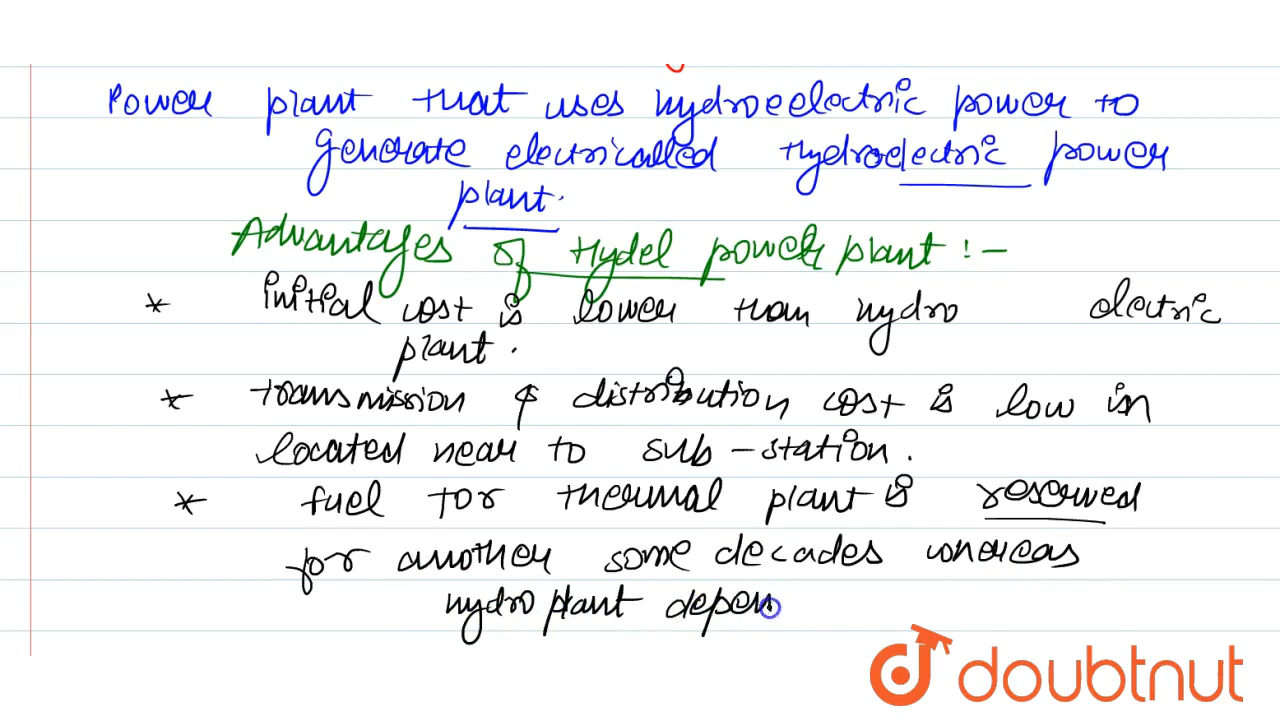 Power plant that uses hydroeelectric power to
generate electricalled Hydroelectric power
plant.
Advantages of Hydel power plant :-
* initial cost is lower than hydro electric
plant.
* transmission & distribution cost is low in
located near to sub-station.
* fuel for thermal plant is reserved
for another some decades whereas
hydro plant depen
doubtnut